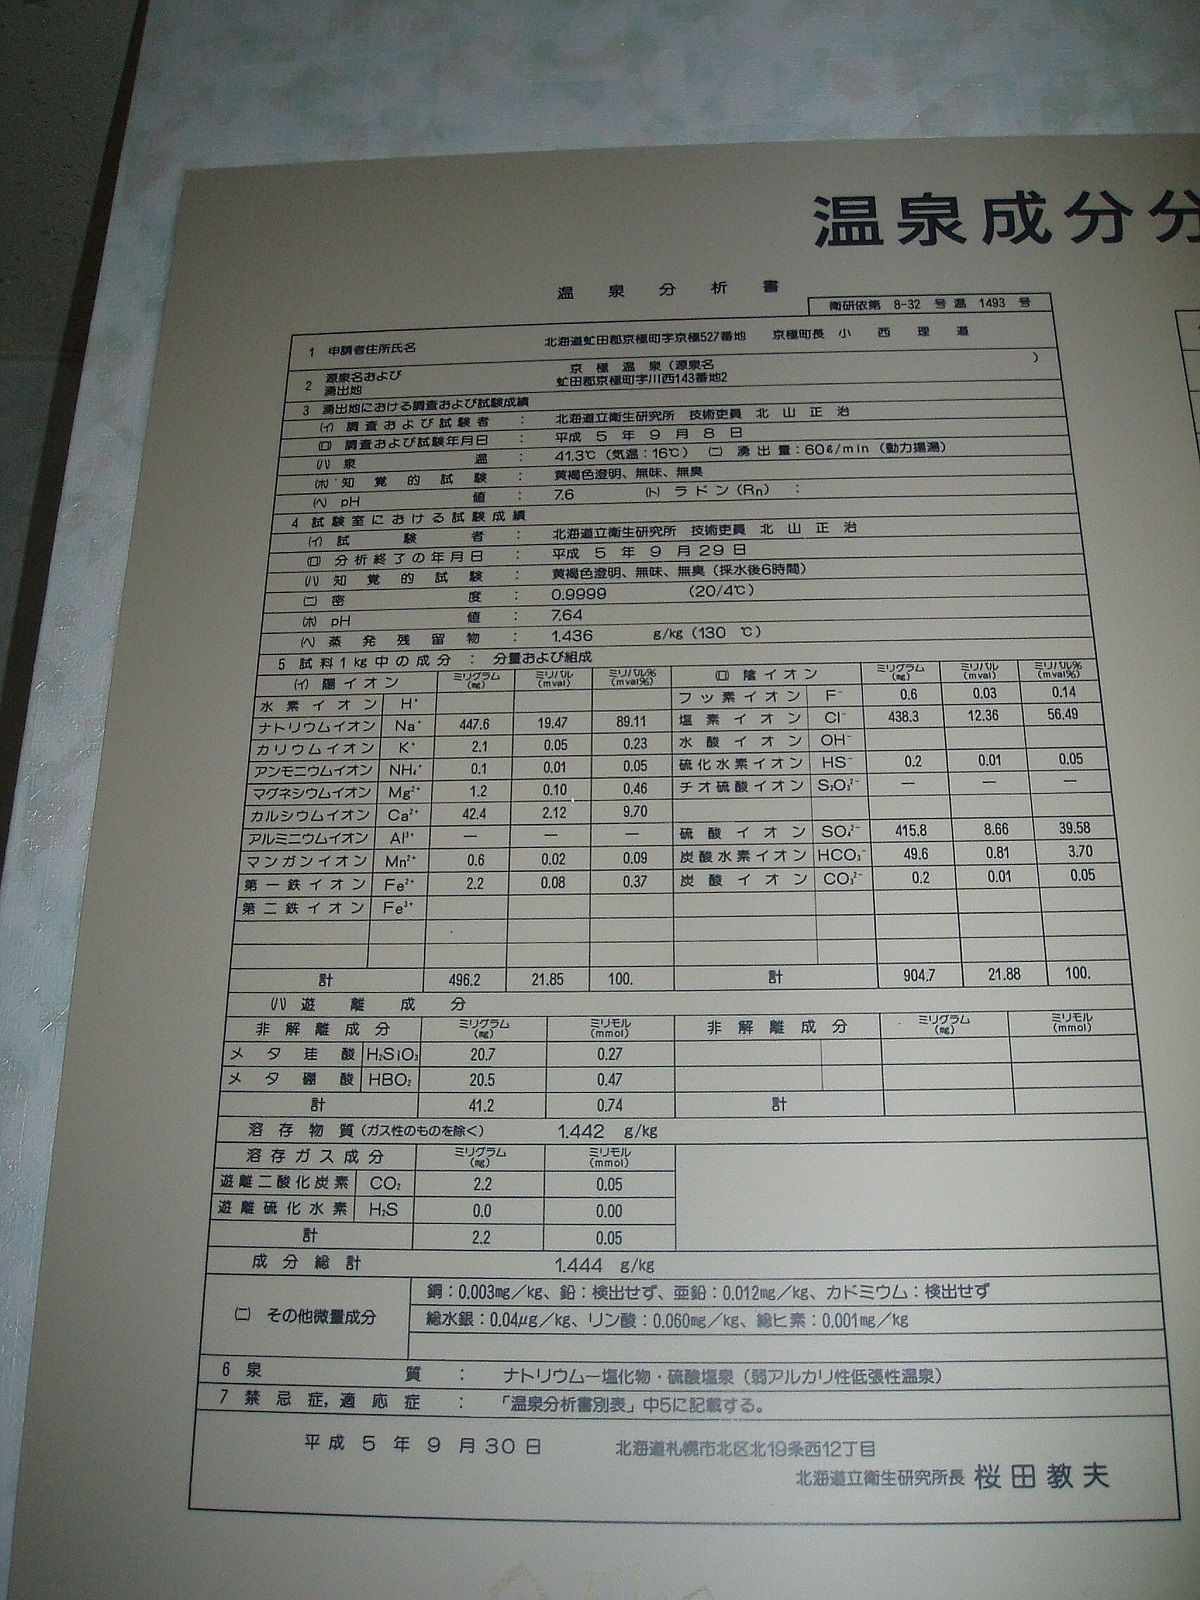 温泉成分分
温泉分析書
衛研依第 8-32 号温 1493 号
1 申請者住所氏名 北海道虻田郡京極町字京極527番地 京極町長 小西理道
2 源泉名および湧出地 京極温泉(源泉名 )
虻田郡京極町字川西143番地2
3 湧出地における調査および試験成績
(イ) 調査および試験者 : 北海道立衛生研究所 技術吏員 北山正治
(ロ) 調査および試験年月日 : 平成 5 年 9 月 8 日
(ハ) 泉温 : 41.3℃ (気温:16℃) (ニ) 湧出量:60ℓ/min (動力揚湯)
(ホ) 知覚的試験 : 黄褐色澄明、無味、無臭
(ヘ) pH値 : 7.6 (ト) ラドン(Rn) :
4 試験室における試験成績
(イ) 試験者 : 北海道立衛生研究所 技術吏員 北山正治
(ロ) 分析終了の年月日 : 平成 5 年 9 月 29 日
(ハ) 知覚的試験 : 黄褐色澄明、無味、無臭(採水後6時間)
(ニ) 密度 : 0.9999 (20/4℃)
(ホ) pH値 : 7.64
(ヘ) 蒸発残留物 : 1.436 g/kg (130 ℃)
5 試料1kg中の成分 : 分量および組成
(イ) 陽イオン ミリグラム(mg) ミリバル(mval) ミリバル%(mval%) (ロ) 陰イオン ミリグラム(mg) ミリバル(mval) ミリバル%(mval%)
水素イオン H⁺ フッ素イオン F⁻ 0.6 0.03 0.14
ナトリウムイオン Na⁺ 447.6 19.47 89.11 塩素イオン Cl⁻ 438.3 12.36 56.49
カリウムイオン K⁺ 2.1 0.05 0.23 水酸イオン OH⁻
アンモニウムイオン NH₄⁺ 0.1 0.01 0.05 硫化水素イオン HS⁻ 0.2 0.01 0.05
マグネシウムイオン Mg²⁺ 1.2 0.10 0.46 チオ硫酸イオン S₂O₃²⁻ — — —
カルシウムイオン Ca²⁺ 42.4 2.12 9.70
アルミニウムイオン Al³⁺ — — — 硫酸イオン SO₄²⁻ 415.8 8.66 39.58
マンガンイオン Mn²⁺ 0.6 0.02 0.09 炭酸水素イオン HCO₃⁻ 49.6 0.81 3.70
第一鉄イオン Fe²⁺ 2.2 0.08 0.37 炭酸イオン CO₃²⁻ 0.2 0.01 0.05
第二鉄イオン Fe³⁺
計 496.2 21.85 100. 計 904.7 21.88 100.
(ハ) 遊離成分
非解離成分 ミリグラム(mg) ミリモル(mmol) 非解離成分 ミリグラム(mg) ミリモル(mmol)
メタ珪酸 H₂SiO₃ 20.7 0.27
メタ硼酸 HBO₂ 20.5 0.47
計 41.2 0.74 計
溶存物質(ガス性のものを除く) 1.442 g/kg
溶存ガス成分 ミリグラム(mg) ミリモル(mmol)
遊離二酸化炭素 CO₂ 2.2 0.05
遊離硫化水素 H₂S 0.0 0.00
計 2.2 0.05
成分総計 1.444 g/kg
(ニ) その他微量成分 銅:0.003mg/kg、鉛:検出せず、亜鉛:0.012mg/kg、カドミウム:検出せず
総水銀:0.04μg/kg、リン酸:0.060mg/kg、総ヒ素:0.001mg/kg
6 泉質 : ナトリウム—塩化物・硫酸塩泉(弱アルカリ性低張性温泉)
7 禁忌症,適応症 : 「温泉分析書別表」中5に記載する。
平成 5 年 9 月 30 日 北海道札幌市北区北19条西12丁目
北海道立衛生研究所長 桜田教夫